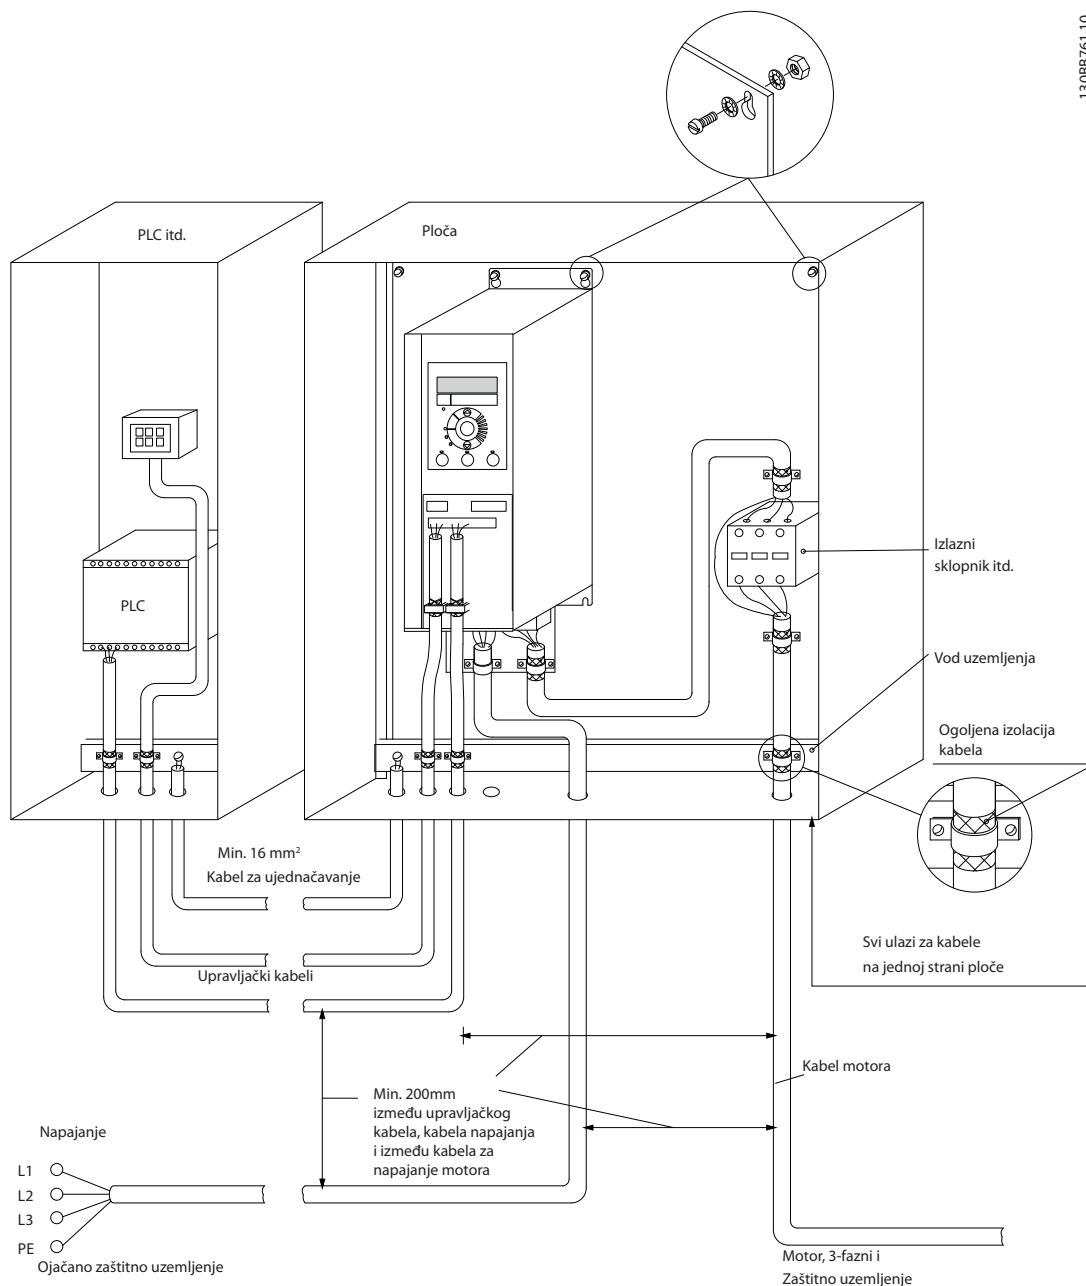 130BB761.10
PLC itd.
Ploča
PLC
Izlazni
sklopnik itd.
Vod uzemljenja
Ogoljena izolacija
kabela
Min. 16 mm²
Kabel za ujednačavanje
Upravljački kabeli
Svi ulazi za kabele
na jednoj strani ploče
Min. 200mm
između upravljačkog
kabela, kabela napajanja
i između kabela za
napajanje motora
Kabel motora
Napajanje
L1
L2
L3
PE
Ojačano zaštitno uzemljenje
Motor, 3-fazni i
Zaštitno uzemljenje